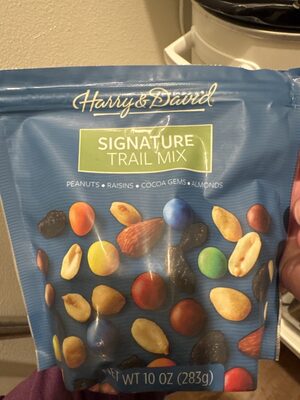 Harry & David
SIGNATURE
TRAIL MIX
PEANUTS • RAISINS • COCOA GEMS • ALMONDS
NET WT 10 OZ (283g)